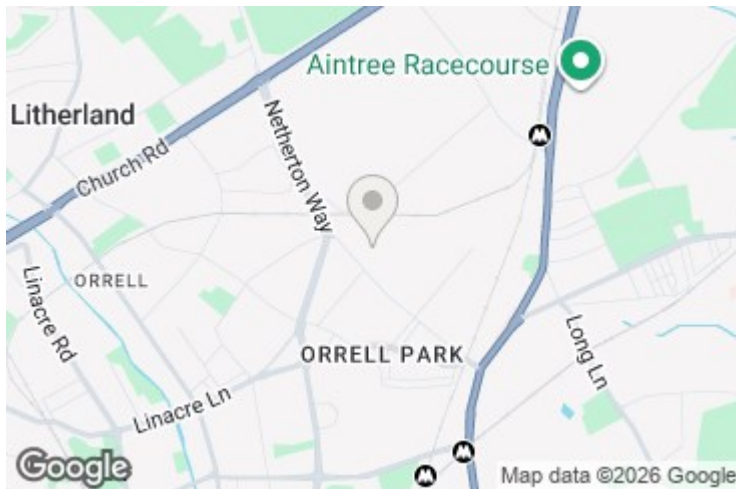 Aintree Racecourse
Litherland
Church Rd
Netherton Way
ORRELL
Linacre Rd
ORRELL PARK
Long Ln
Linacre Ln
Google
Map data ©2026 Google